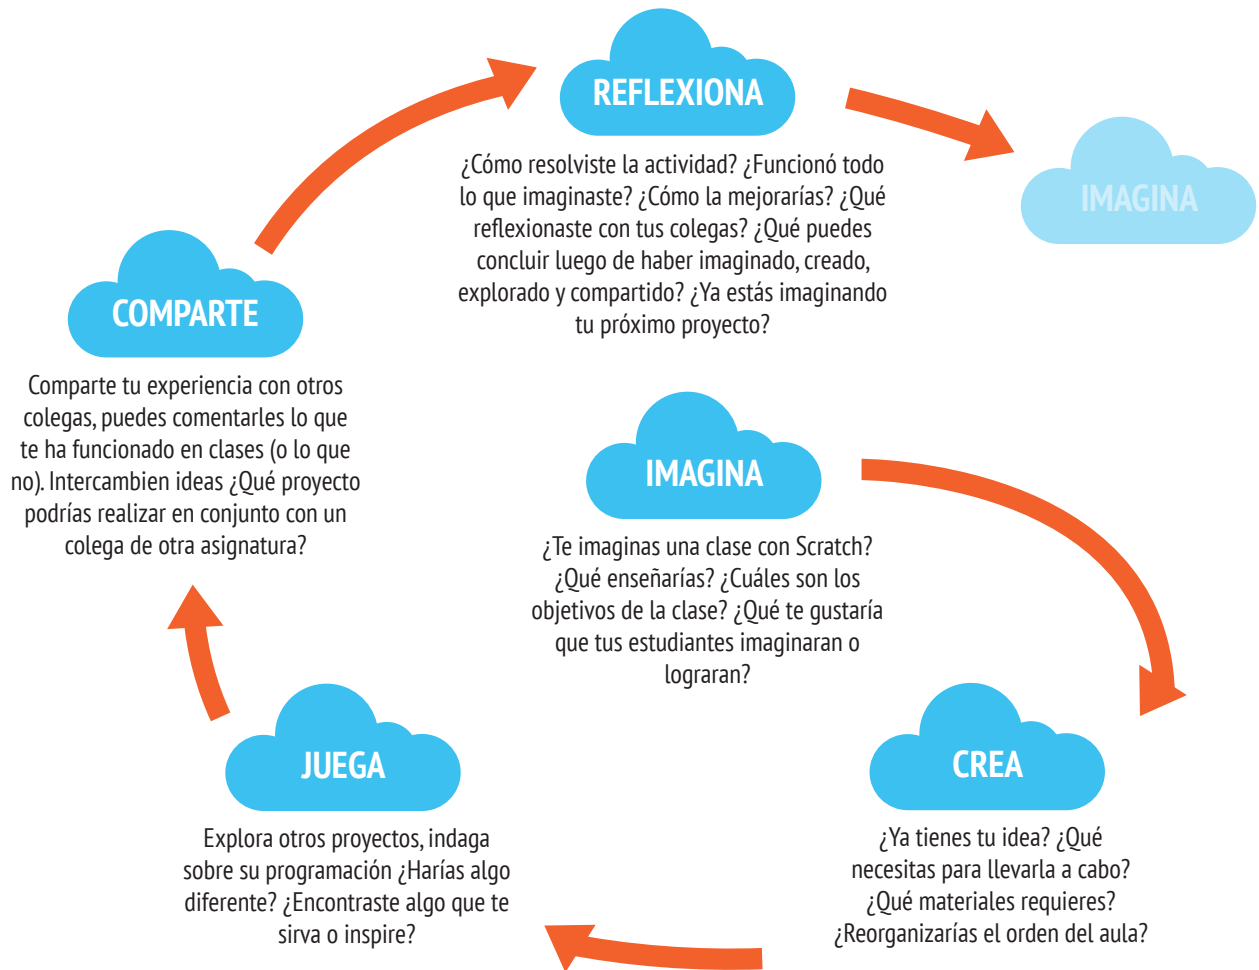 REFLEXIONA
¿Cómo resolviste la actividad? ¿Funcionó todo
lo que imaginaste? ¿Cómo la mejorarías? ¿Qué
reflexionaste con tus colegas? ¿Qué puedes
concluir luego de haber imaginado, creado,
explorado y compartido? ¿Ya estás imaginando
tu próximo proyecto?
IMAGINA
COMPARTE
Comparte tu experiencia con otros
colegas, puedes comentarles lo que
te ha funcionado en clases (o lo que
no). Intercambien ideas ¿Qué proyecto
podrías realizar en conjunto con un
colega de otra asignatura?
IMAGINA
¿Te imaginas una clase con Scratch?
¿Qué enseñarías? ¿Cuáles son los
objetivos de la clase? ¿Qué te gustaría
que tus estudiantes imaginaran o
lograran?
JUEGA
Explora otros proyectos, indaga
sobre su programación ¿Harías algo
diferente? ¿Encontraste algo que te
sirva o inspire?
CREA
¿Ya tienes tu idea? ¿Qué
necesitas para llevarla a cabo?
¿Qué materiales requieres?
¿Reorganizarías el orden del aula?